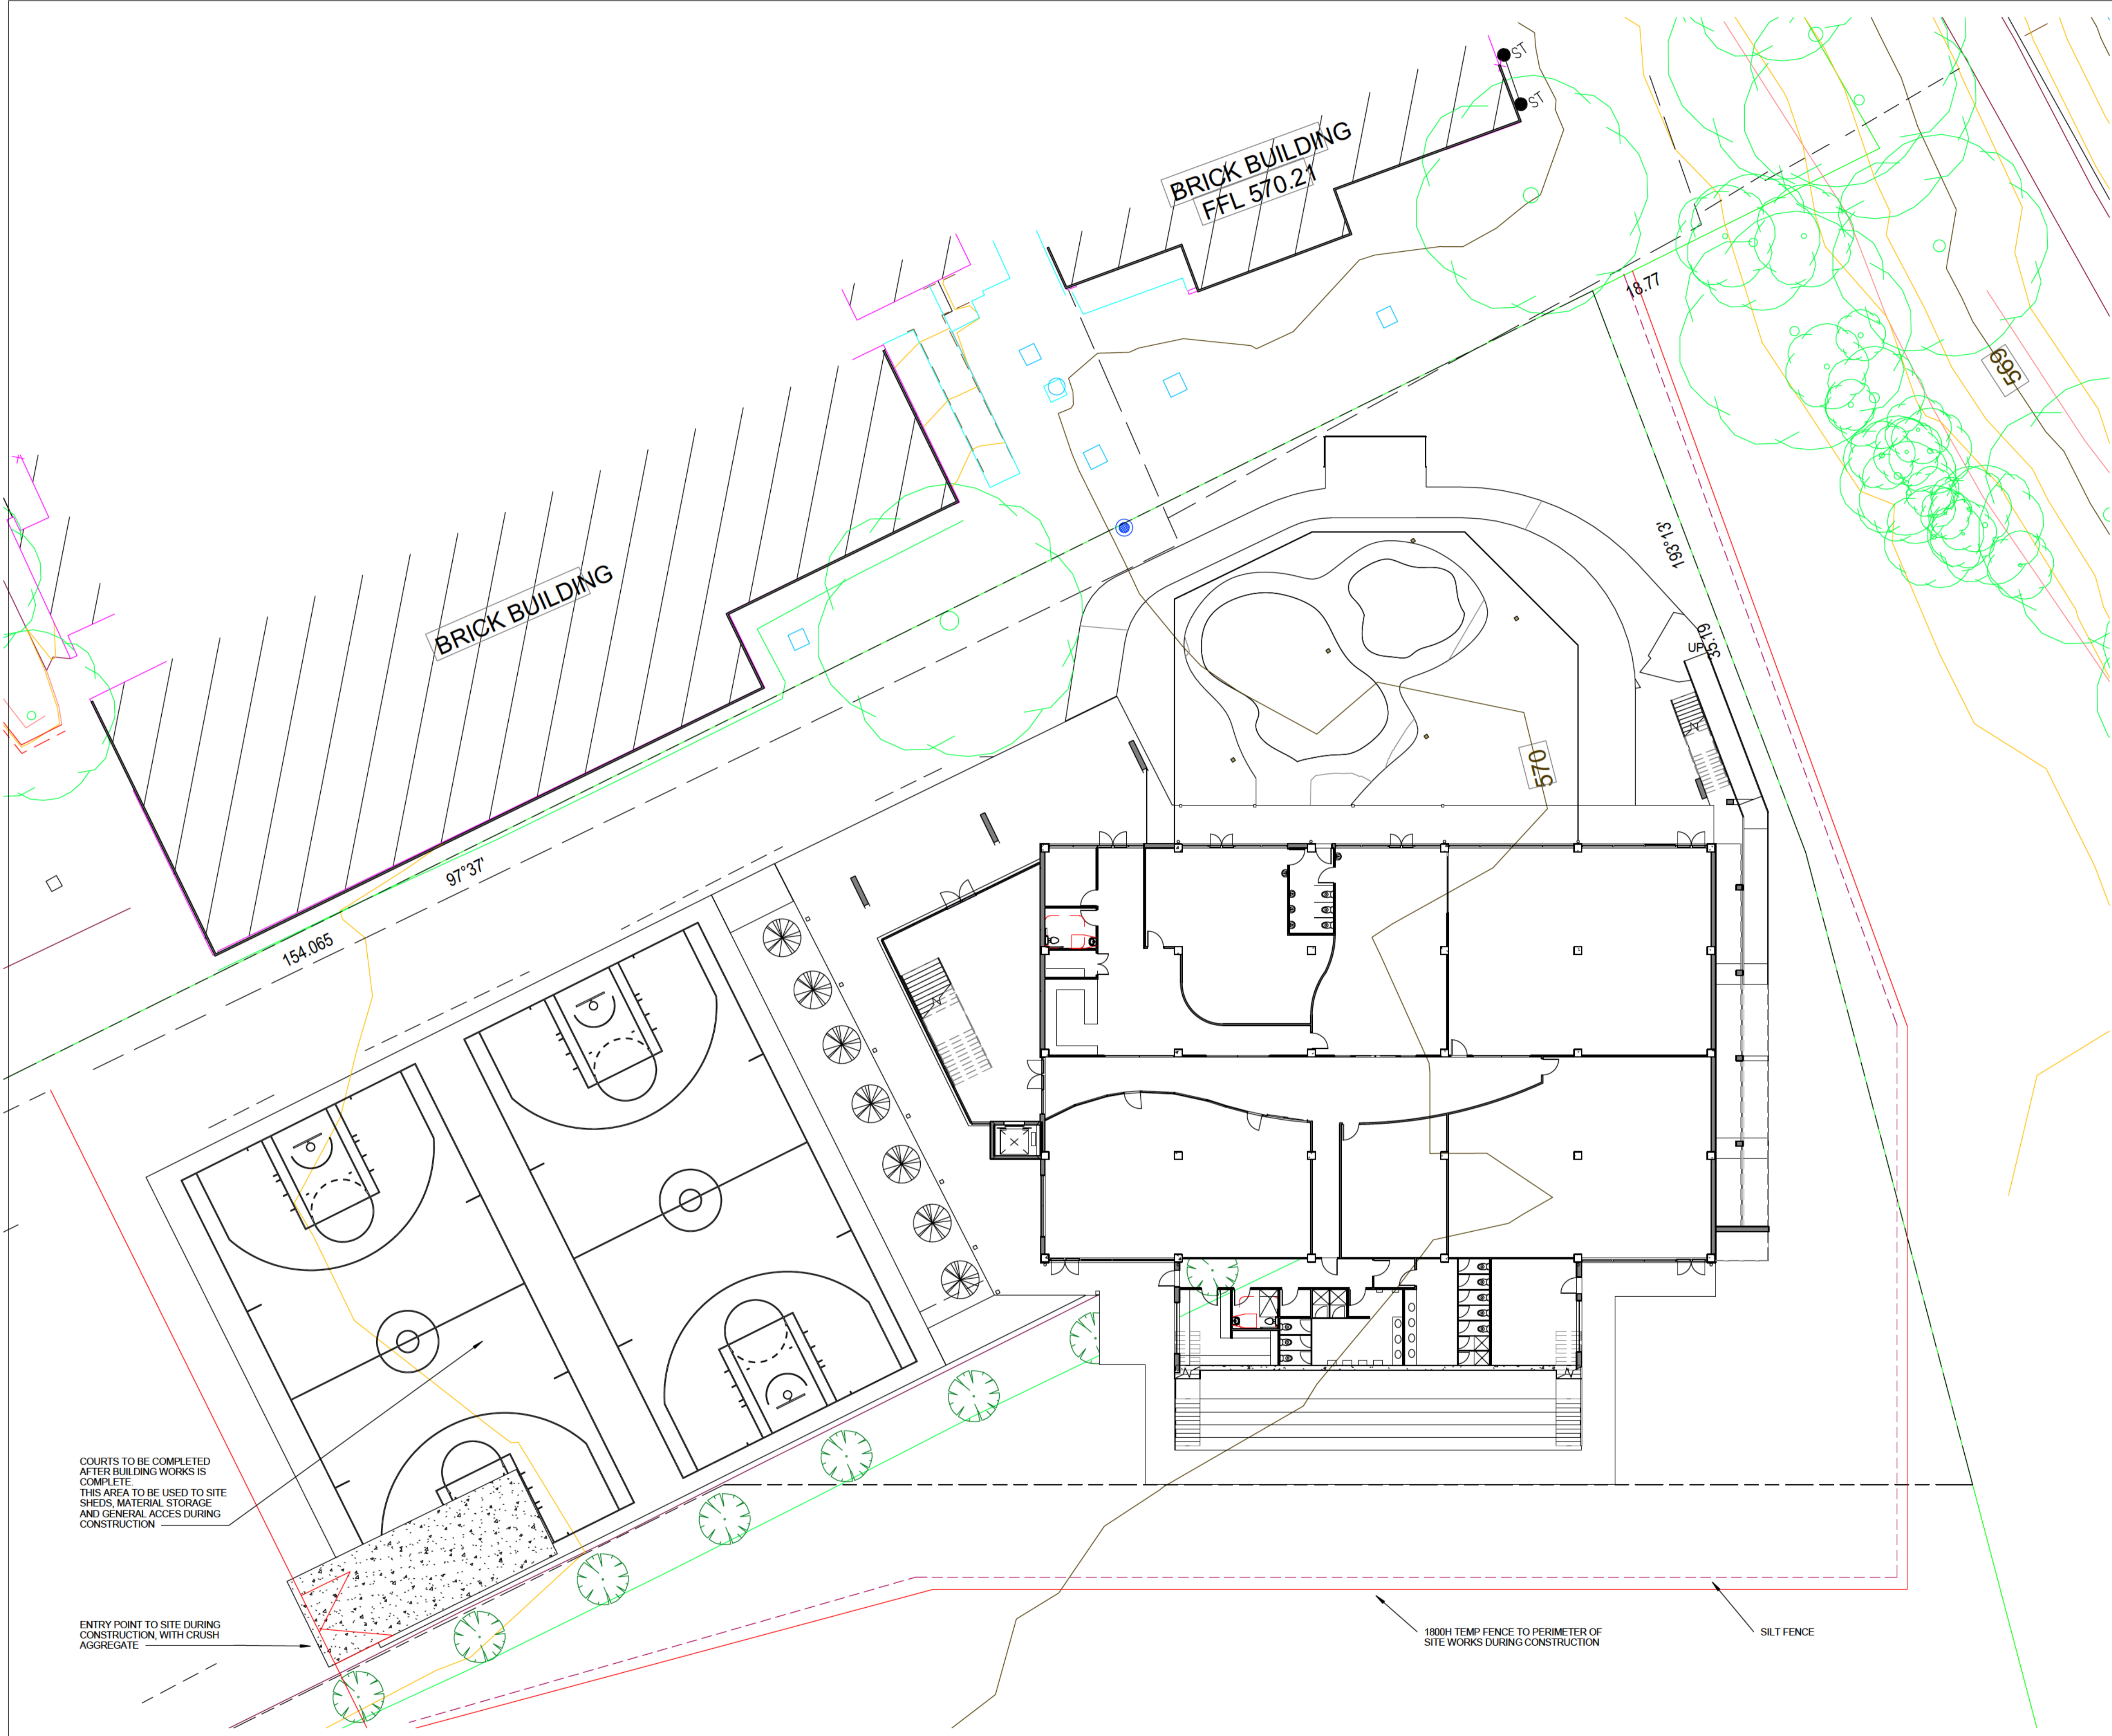 ST
ST
BRICK BUILDING
FFL 570.21
18.77
569
193°13'
BRICK BUILDING
35.19
UP
570
97°37'
154.065
COURTS TO BE COMPLETED
AFTER BUILDING WORKS IS
COMPLETE.
THIS AREA TO BE USED TO SITE
SHEDS, MATERIAL STORAGE
AND GENERAL ACCES DURING
CONSTRUCTION
ENTRY POINT TO SITE DURING
CONSTRUCTION, WITH CRUSH
AGGREGATE
1800H TEMP FENCE TO PERIMETER OF
SITE WORKS DURING CONSTRUCTION
SILT FENCE